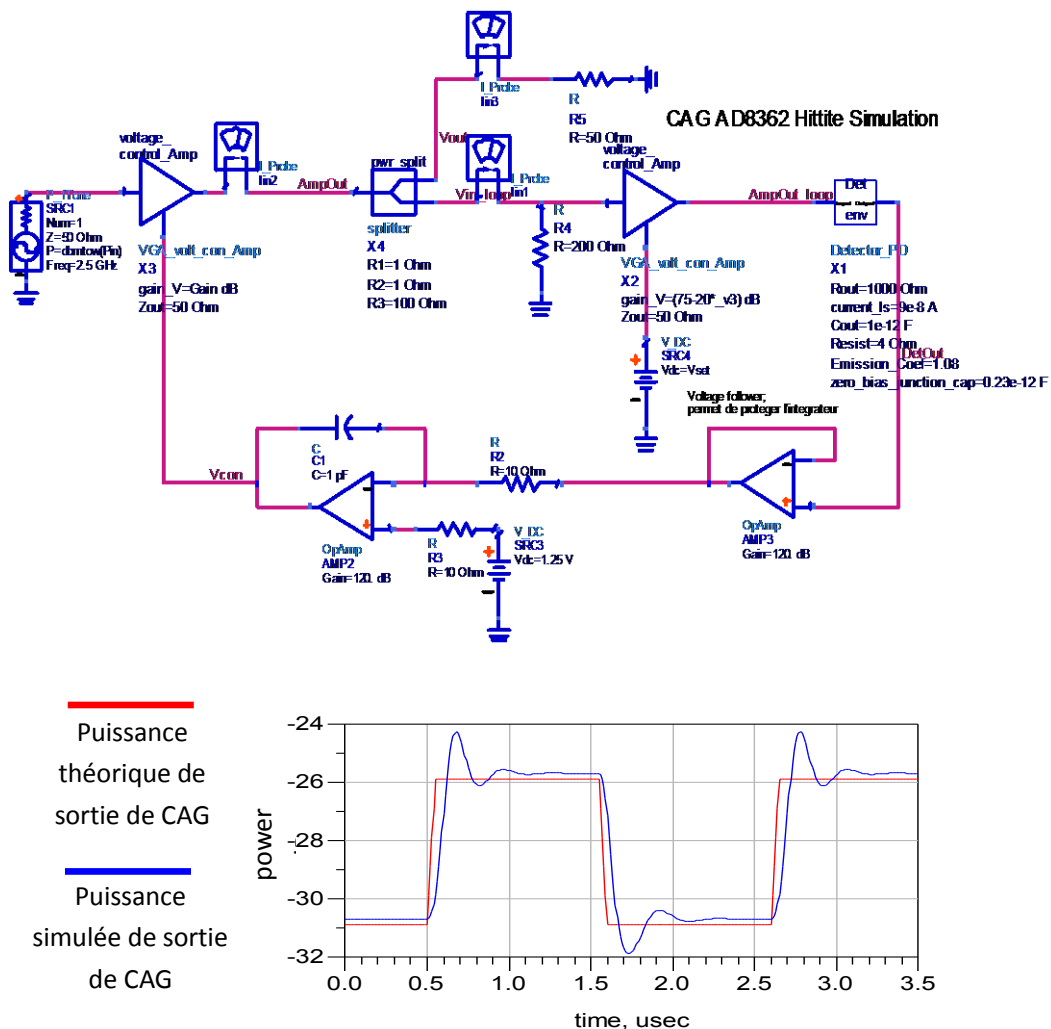 I_Probe
Iin3
R
R5
R=50 Ohm
CAG AD8362 Hittite Simulation
voltage_
control_Amp
I_Probe
Iin2
AmpOut
pwr_split
Vout
Vin_loop
I_Probe
Iin1
voltage_
control_Amp
AmpOut_loop
Det
env
SRC1
Num=1
Z=50 Ohm
P=dbmtow(Pin)
Freq=2.5 GHz
VGA_volt_con_Amp
X3
gain_V=Gain dB
Zout=50 Ohm
splitter
X4
R1=1 Ohm
R2=1 Ohm
R3=100 Ohm
R
R4
R=200 Ohm
VGA_volt_con_Amp
X2
gain_V=(75-20*_v3) dB
Zout=50 Ohm
Detector_PD
X1
Rout=1000 Ohm
current_Is=9e-8 A
Cout=1e-12 F
Resist=4 Ohm
DetOut
Emission_Coef=1.08
zero_bias_junction_cap=0.23e-12 F
V_DC
SRC4
Vdc=Vset
Voltage follower,
permet de proteger l'integrateur
C
C1
C=1 pF
R
R2
R=10 Ohm
Vcon
OpAmp
AMP2
Gain=120. dB
R
R3
R=10 Ohm
V_DC
SRC3
Vdc=1.25 V
OpAmp
AMP3
Gain=120. dB
Puissance
théorique de
sortie de CAG
Puissance
simulée de sortie
de CAG
-24
-26
-28
-30
-32
power
0.0 0.5 1.0 1.5 2.0 2.5 3.0 3.5
time, usec